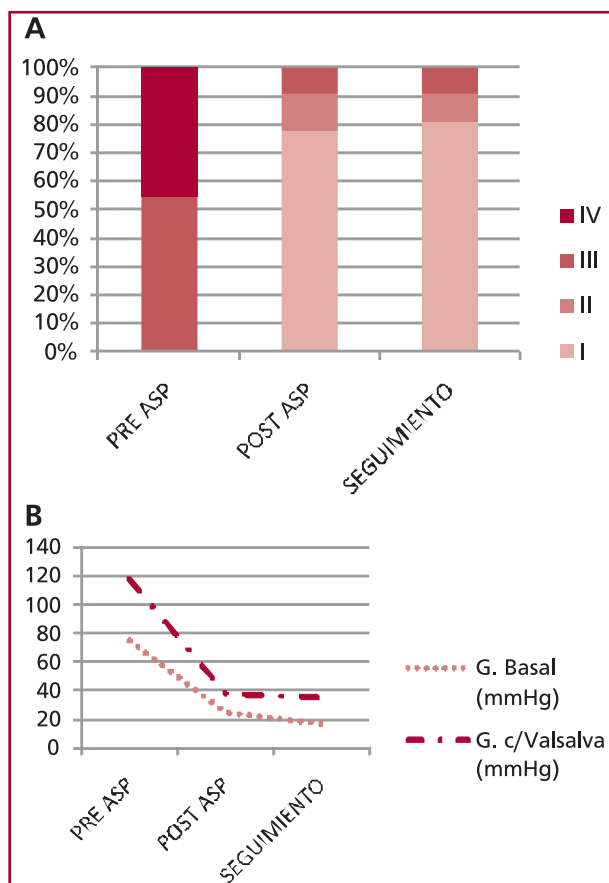 A
100%
90%
80%
70%
60%
50%
40%
30%
20%
10%
0%
PRE ASP
POST ASP
SEGUIMIENTO
IV
III
II
I
B
140
120
100
80
60
40
20
0
PRE ASP
POST ASP
SEGUIMIENTO
G. Basal
(mmHg)
G. c/Valsalva
(mmHg)